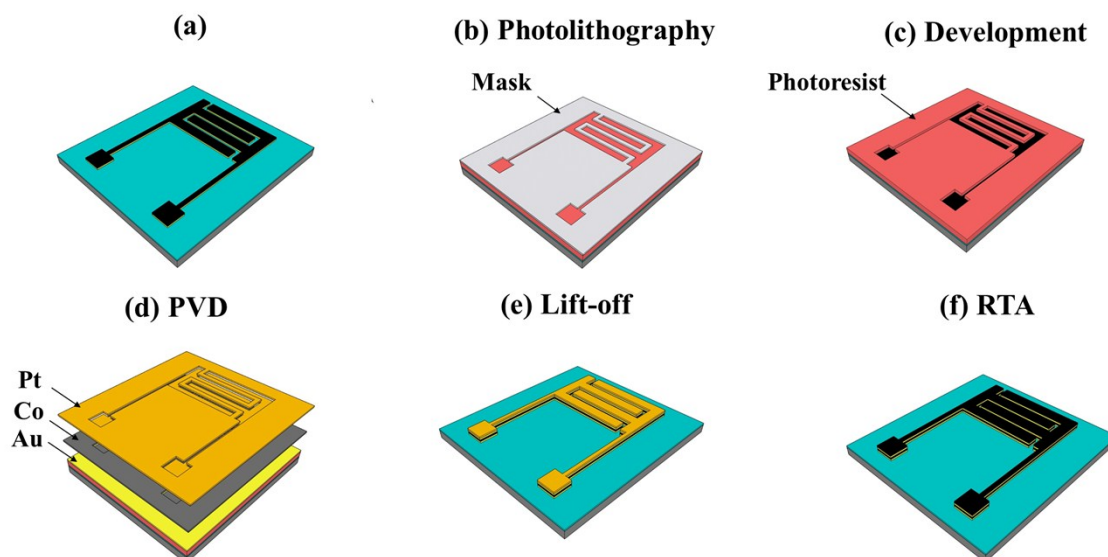 (a)
(b) Photolithography
(c) Development
Mask
Photoresist
(d) PVD
(e) Lift-off
(f) RTA
Pt
Co
Au